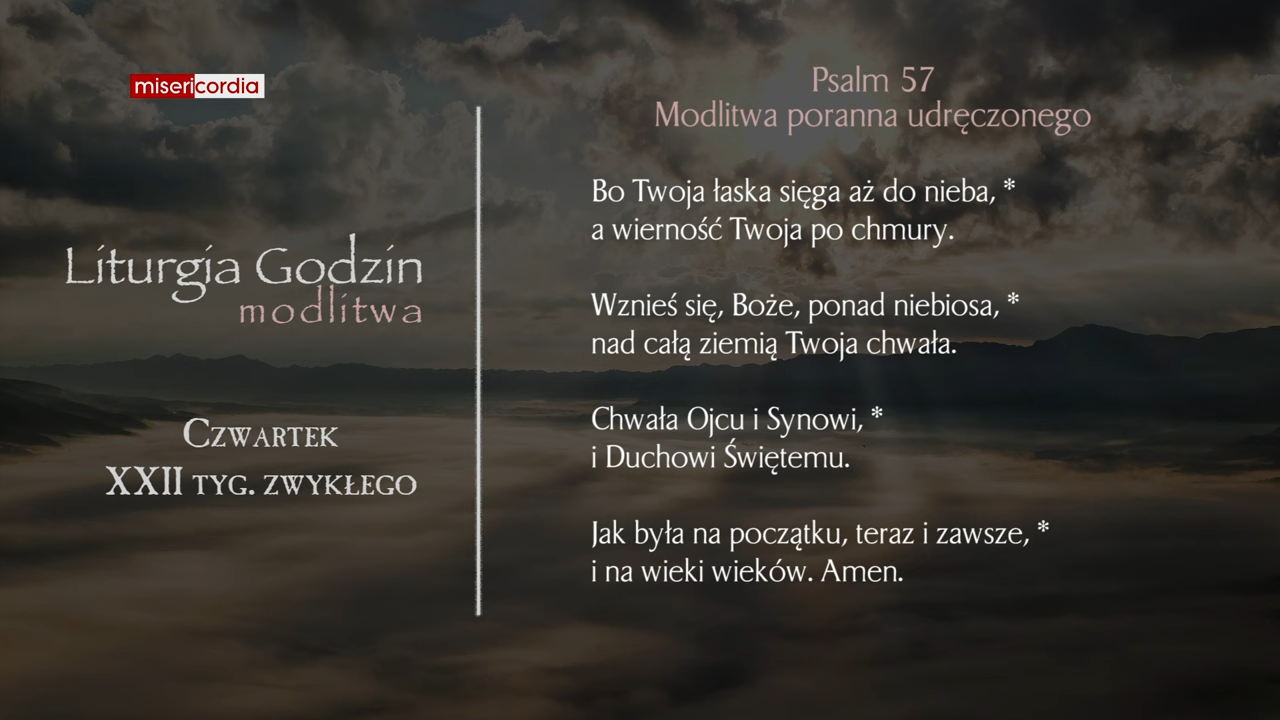 misericordia
Liturgia Godzin
modlitwa
Czwartek
XXII tyg. zwykłego
Psalm 57
Modlitwa poranna udręczonego
Bo Twoja łaska sięga aż do nieba, *
a wierność Twoja po chmury.
Wznieś się, Boże, ponad niebiosa, *
nad całą ziemią Twoja chwała.
Chwała Ojcu i Synowi, *
i Duchowi Świętemu.
Jak była na początku, teraz i zawsze, *
i na wieki wieków. Amen.